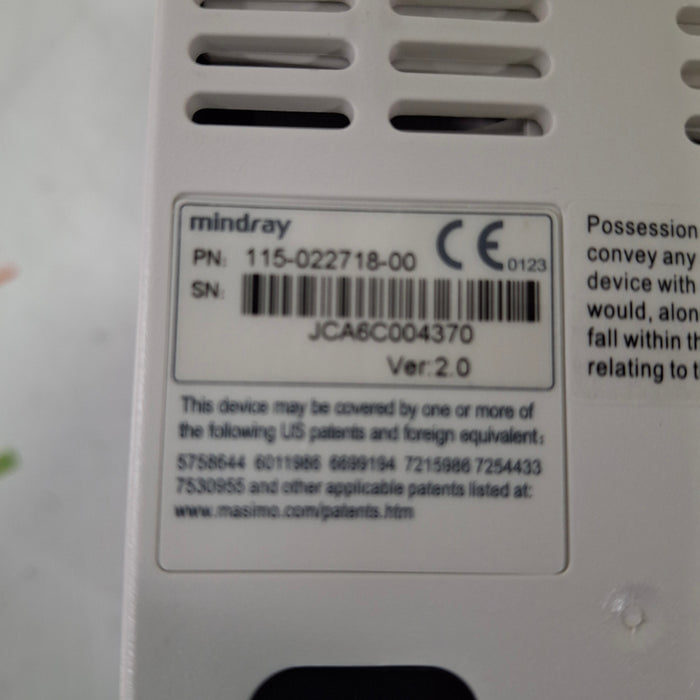 mindray
PN: 115-022718-00
CE 0123
SN:
JCA6C004370
Ver: 2.0
This device may be covered by one or more of
the following US patents and foreign equivalent:
5758644 6011986 6699194 7215986 7254433
7530955 and other applicable patents listed at:
www.masimo.com/patents.htm
Possession
convey any
device with
would, alon
fall within th
relating to t